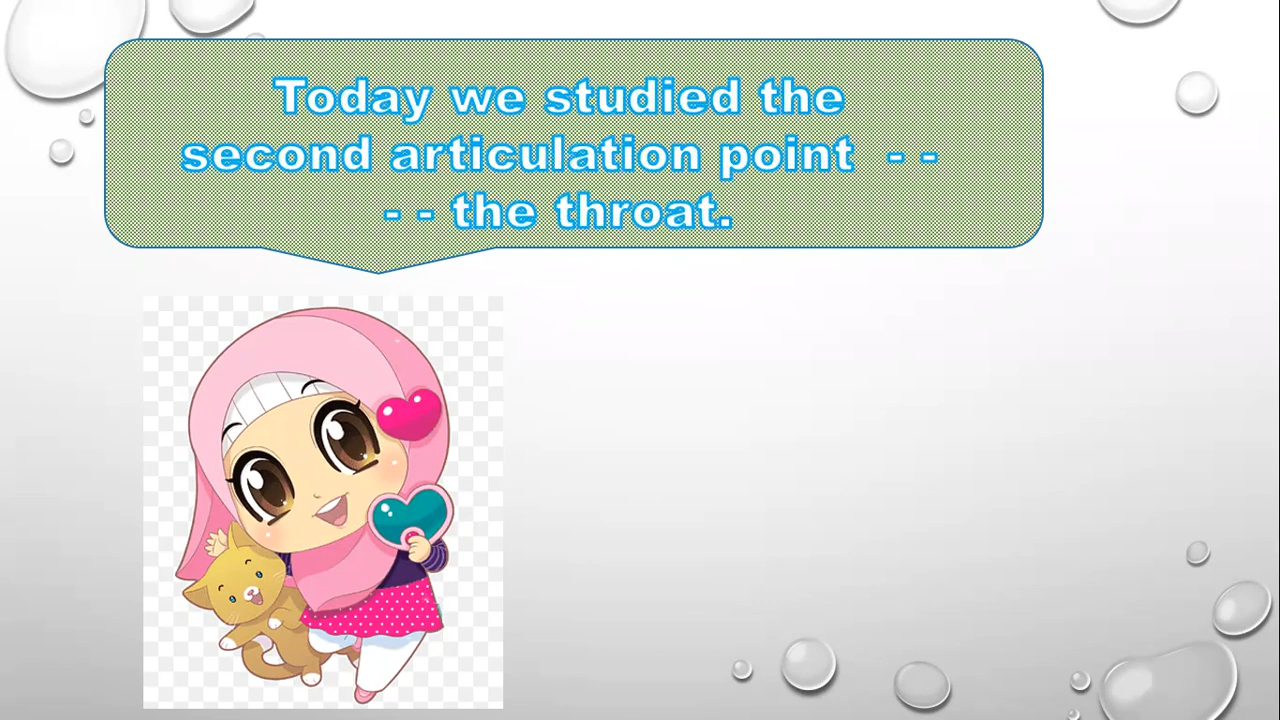 Today we studied the
second articulation point  - -
- - the throat.